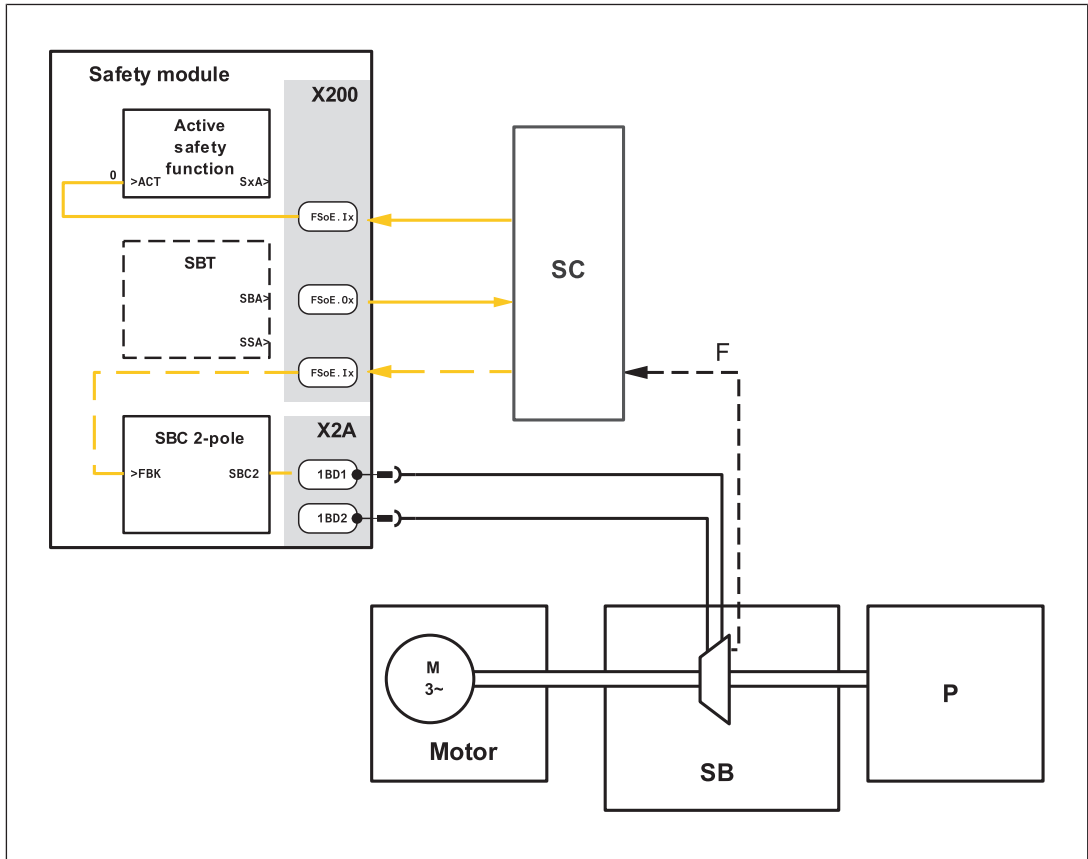 Safety module
X200
Active
safety
function
0
>ACT
SxA>
FSoE.Ix
SBT
SBA>
SSA>
FSoE.Ox
FSoE.Ix
SC
F
SBC 2-pole
>FBK
SBC2
X2A
1BD1
1BD2
M
3~
Motor
SB
P